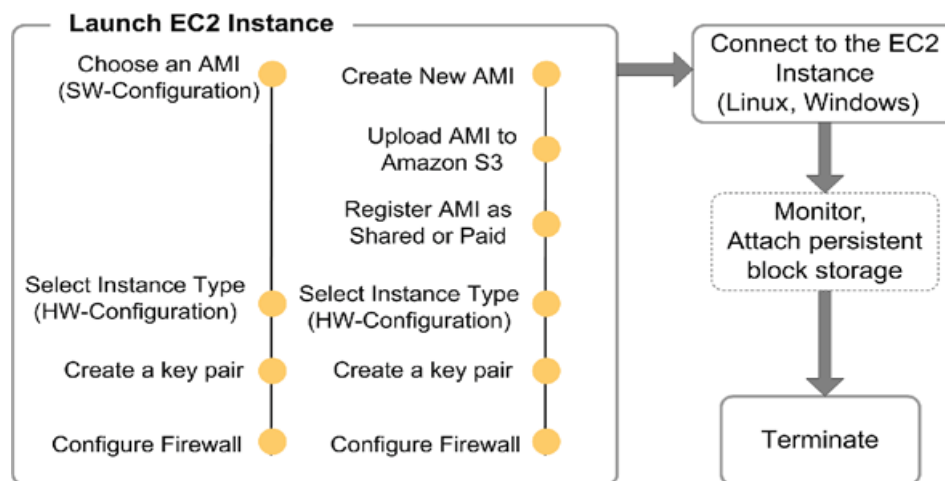 Launch EC2 Instance
Choose an AMI
(SW-Configuration)
Select Instance Type
(HW-Configuration)
Create a key pair
Configure Firewall
Create New AMI
Upload AMI to
Amazon S3
Register AMI as
Shared or Paid
Select Instance Type
(HW-Configuration)
Create a key pair
Configure Firewall
Connect to the EC2
Instance
(Linux, Windows)
Monitor,
Attach persistent
block storage
Terminate